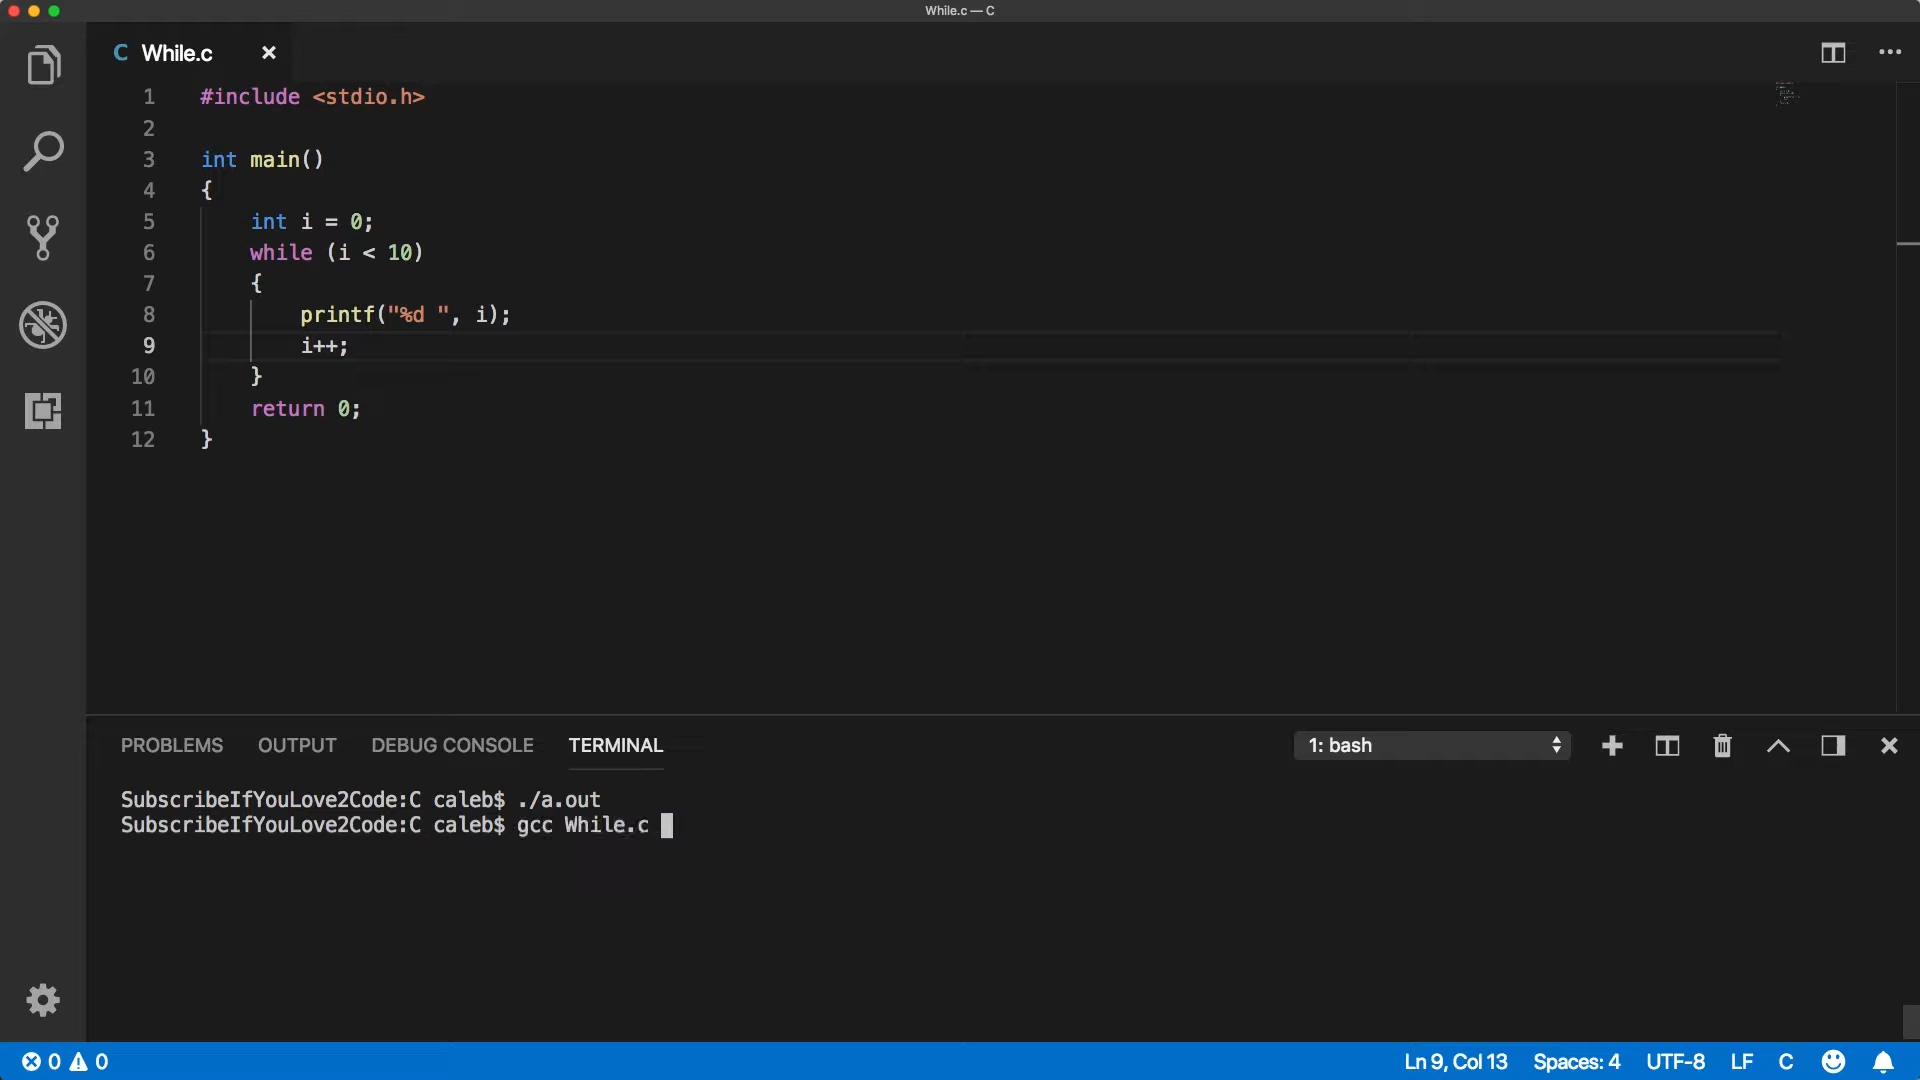 While.c — C
C While.c
1 #include <stdio.h>
2
3 int main()
4 {
5 int i = 0;
6 while (i < 10)
7 {
8 printf("%d ", i);
9 i++;
10 }
11 return 0;
12 }
PROBLEMS OUTPUT DEBUG CONSOLE TERMINAL 1: bash
SubscribeIfYouLove2Code:C caleb$ ./a.out
SubscribeIfYouLove2Code:C caleb$ gcc While.c
0 0 Ln 9, Col 13 Spaces: 4 UTF-8 LF C